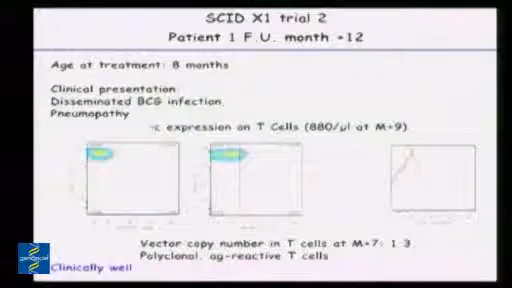 SCID X1 trial 2
Patient 1 F.U. month +12
Age at treatment: 8 months
Clinical presentation
Disseminated BCG infection,
Pneumopathy
γc expression on T Cells (880/µl at M+9)
Vector copy number in T cells at M+7: 1.3
Polyclonal, ag-reactive T cells
Clinically well